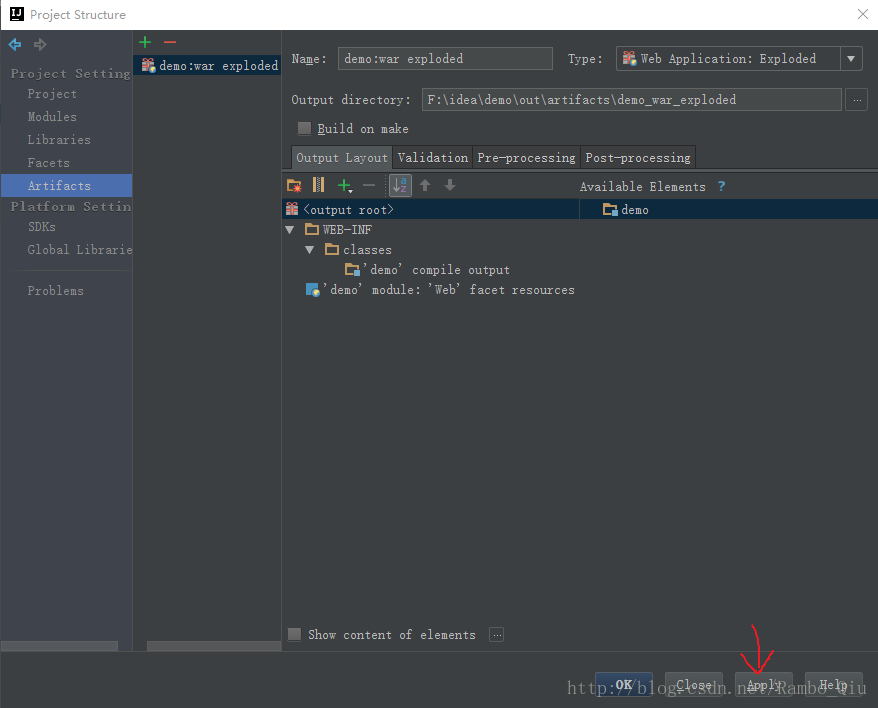 Project Structure
Project Setting
Project
Modules
Libraries
Facets
Artifacts
Platform Settin
SDKs
Global Librarie
Problems
demo:war exploded
Name: demo:war exploded Type: Web Application: Exploded
Output directory: F:\idea\demo\out\artifacts\demo_war_exploded ...
Build on make
Output Layout Validation Pre-processing Post-processing
Available Elements ?
<output root> demo
WEB-INF
classes
'demo' compile output
'demo' module: 'Web' facet resources
Show content of elements ...
OK Close Apply Help
http://blog.csdn.net/Rambo_Qiu